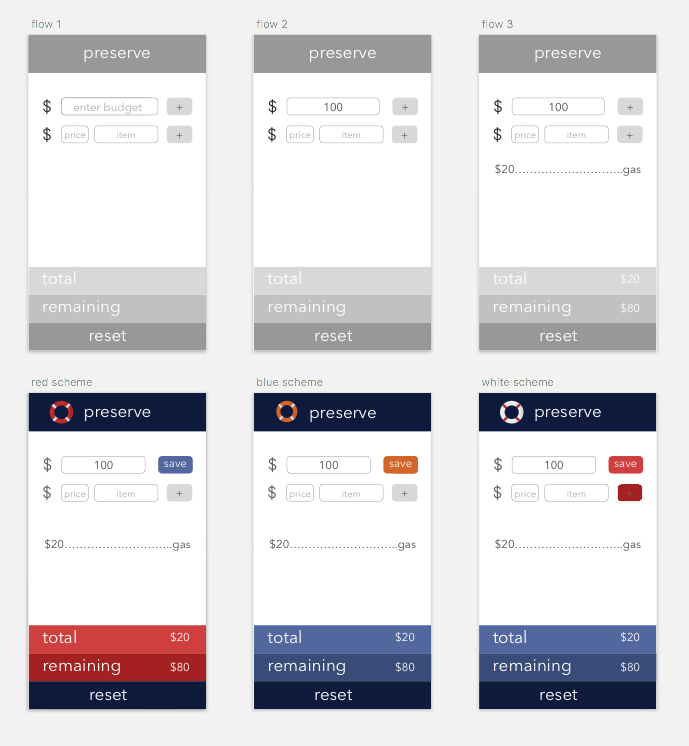 flow 1
preserve
$ enter budget +
$ price item +
total
remaining
reset
flow 2
preserve
$ 100 +
$ price item +
total
remaining
reset
flow 3
preserve
$ 100 +
$ price item +
$20..............................gas
total $20
remaining $80
reset
red scheme
preserve
$ 100 save
$ price item +
$20..............................gas
total $20
remaining $80
reset
blue scheme
preserve
$ 100 save
$ price item +
$20..............................gas
total $20
remaining $80
reset
white scheme
preserve
$ 100 save
$ price item +
$20..............................gas
total $20
remaining $80
reset